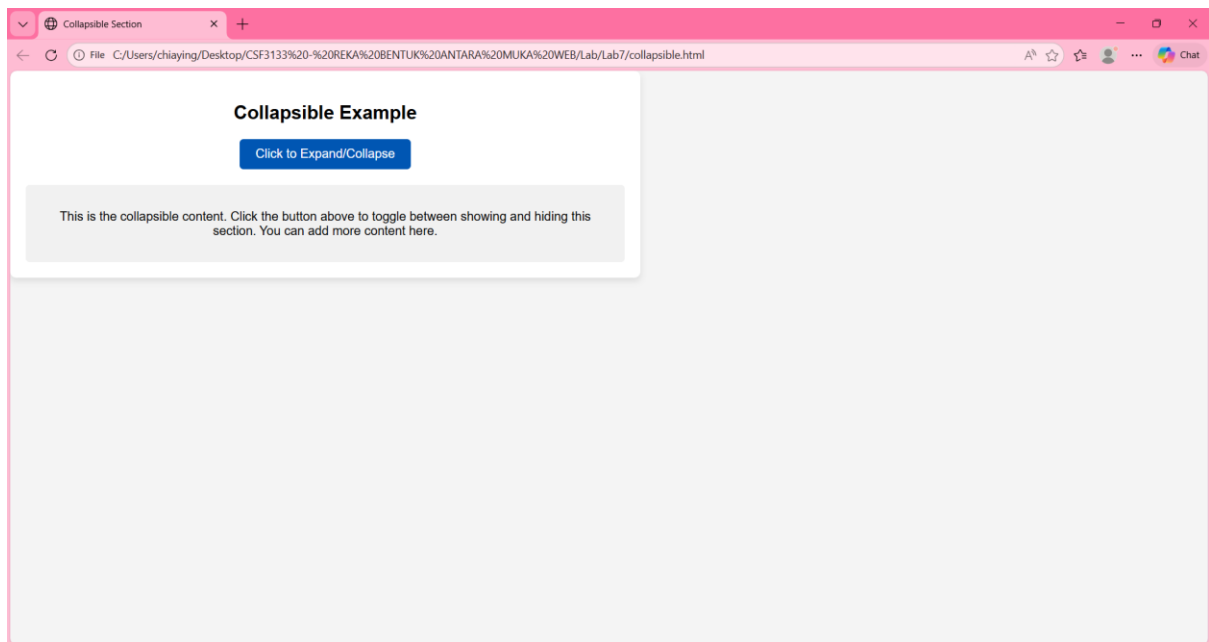 Collapsible Section
File C:/Users/chiaying/Desktop/CSF3133%20-%20REKA%20BENTUK%20ANTARA%20MUKA%20WEB/Lab/Lab7/collapsible.html
Chat
Collapsible Example
Click to Expand/Collapse
This is the collapsible content. Click the button above to toggle between showing and hiding this
section. You can add more content here.